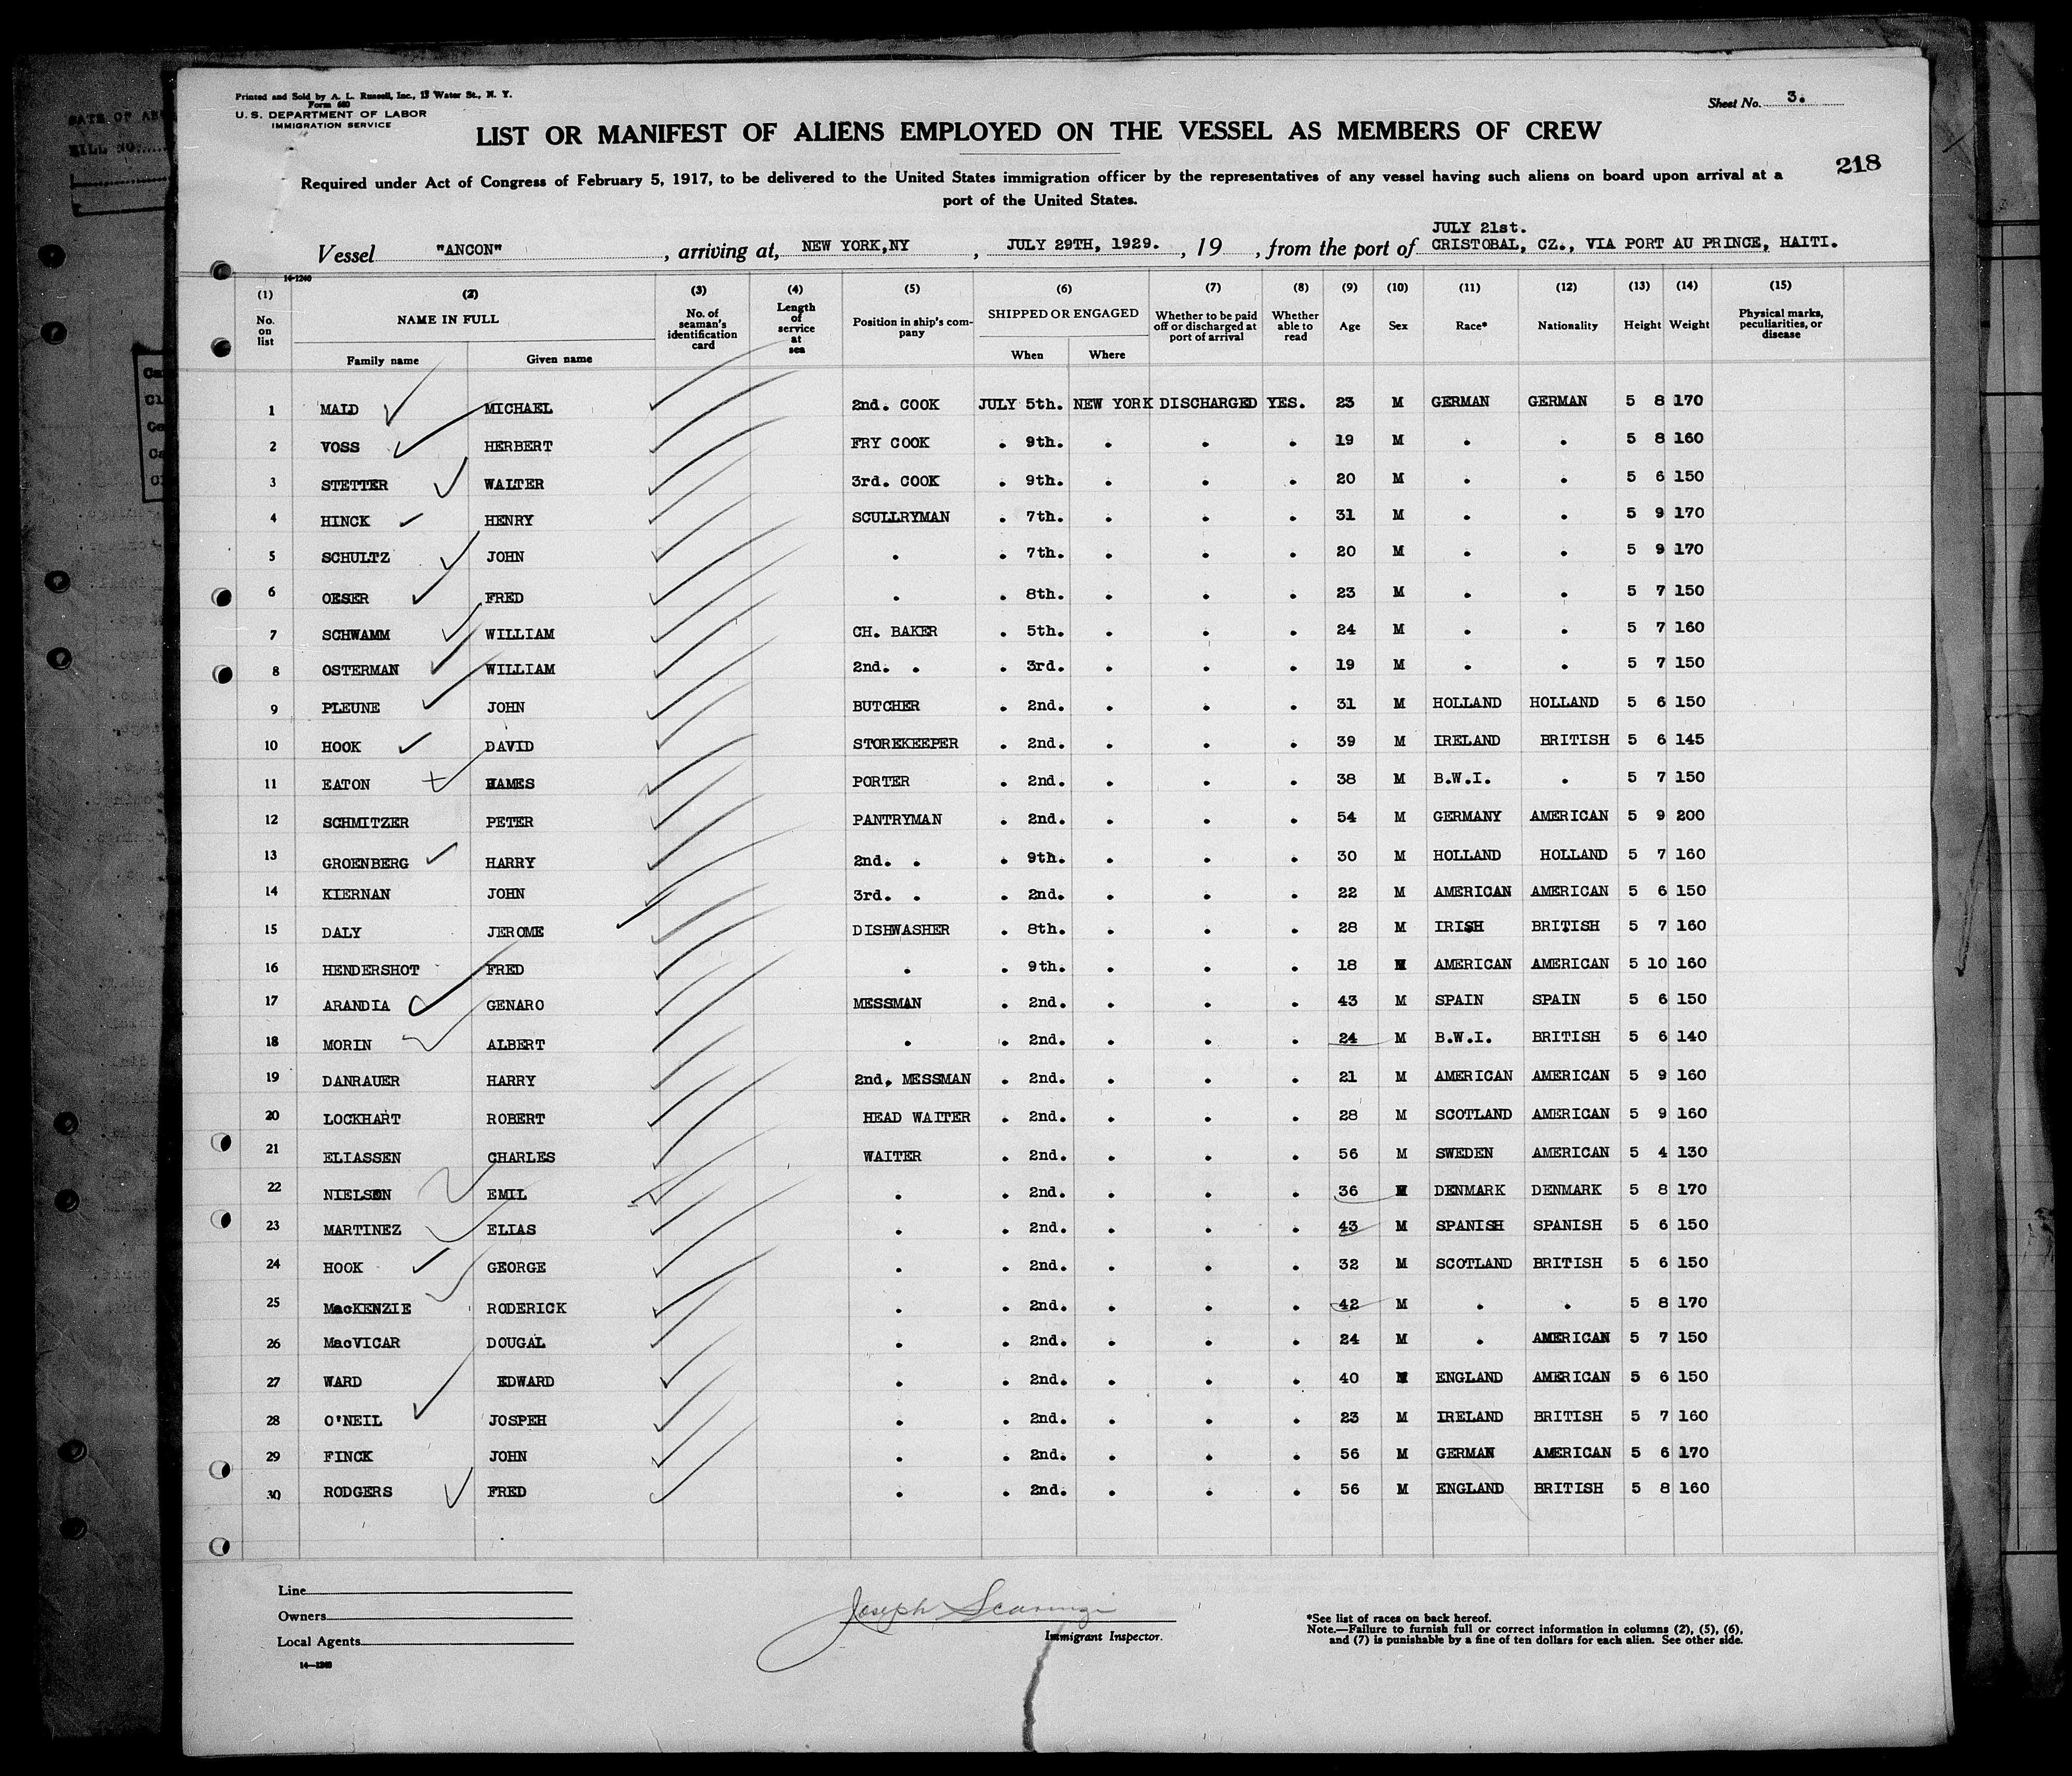 Printed and Sold by A. L. Russell, Inc., 13 Water St., N. Y.
Form 680
U. S. DEPARTMENT OF LABOR
IMMIGRATION SERVICE
Sheet No. 3.
LIST OR MANIFEST OF ALIENS EMPLOYED ON THE VESSEL AS MEMBERS OF CREW
218
Required under Act of Congress of February 5, 1917, to be delivered to the United States immigration officer by the representatives of any vessel having such aliens on board upon arrival at a
port of the United States.
JULY 21st.
Vessel "ANCON" , arriving at, NEW YORK,NY , JULY 29TH, 1929. , 19 , from the port of CRISTOBAL, CZ., VIA PORT AU PRINCE, HAITI.
14-1240
(1) No. on list (2) NAME IN FULL Family name Given name (3) No. of seaman's identification card (4) Length of service at sea (5) Position in ship's company (6) SHIPPED OR ENGAGED When Where (7) Whether to be paid off or discharged at port of arrival (8) Whether able to read (9) Age (10) Sex (11) Race* (12) Nationality (13) Height (14) Weight (15) Physical marks, peculiarities, or disease
1 MAID MICHAEL 2nd. COOK JULY 5th. NEW YORK DISCHARGED YES. 23 M GERMAN GERMAN 5 8 170
2 VOSS HERBERT FRY COOK . 9th. . . . 19 M . . 5 8 160
3 STETTER WALTER 3rd. COOK . 9th. . . . 20 M . . 5 6 150
4 HINCK HENRY SCULLRYMAN . 7th. . . . 31 M . . 5 9 170
5 SCHULTZ JOHN . . 7th. . . . 20 M . . 5 9 170
6 OESER FRED . . 8th. . . . 23 M . . 5 7 150
7 SCHWAMM WILLIAM CH. BAKER . 5th. . . . 24 M . . 5 7 160
8 OSTERMAN WILLIAM 2nd. . . 3rd. . . . 19 M . . 5 7 150
9 PLEUNE JOHN BUTCHER . 2nd. . . . 31 M HOLLAND HOLLAND 5 6 150
10 HOOK DAVID STOREKEEPER . 2nd. . . . 39 M IRELAND BRITISH 5 6 145
11 EATON HAMES PORTER . 2nd. . . . 38 M B.W.I. . 5 7 150
12 SCHMITZER PETER PANTRYMAN . 2nd. . . . 54 M GERMANY AMERICAN 5 9 200
13 GROENBERG HARRY 2nd. . . 9th. . . . 30 M HOLLAND HOLLAND 5 7 160
14 KIERNAN JOHN 3rd. . . 2nd. . . . 22 M AMERICAN AMERICAN 5 6 150
15 DALY JEROME DISHWASHER . 8th. . . . 28 M IRISH BRITISH 5 7 160
16 HENDERSHOT FRED . . 9th. . . . 18 M AMERICAN AMERICAN 5 10 160
17 ARANDIA GENARO MESSMAN . 2nd. . . . 43 M SPAIN SPAIN 5 6 150
18 MORIN ALBERT . . 2nd. . . . 24 M B.W.I. BRITISH 5 6 140
19 DANRAUER HARRY 2nd, MESSMAN . 2nd. . . . 21 M AMERICAN AMERICAN 5 9 160
20 LOCKHART ROBERT HEAD WAITER . 2nd. . . . 28 M SCOTLAND AMERICAN 5 9 160
21 ELIASSEN CHARLES WAITER . 2nd. . . . 56 M SWEDEN AMERICAN 5 4 130
22 NIELSON EMIL . . 2nd. . . . 36 M DENMARK DENMARK 5 8 170
23 MARTINEZ ELIAS . . 2nd. . . . 43 M SPANISH SPANISH 5 6 150
24 HOOK GEORGE . . 2nd. . . . 32 M SCOTLAND BRITISH 5 6 150
25 MacKENZIE RODERICK . . 2nd. . . . 42 M . . 5 8 170
26 MacVICAR DOUGAL . . 2nd. . . . 24 M . AMERICAN 5 7 150
27 WARD EDWARD . . 2nd. . . . 40 M ENGLAND AMERICAN 5 6 150
28 O'NEIL JOSPEH . . 2nd. . . . 23 M IRELAND BRITISH 5 7 160
29 FINCK JOHN . . 2nd. . . . 56 M GERMAN AMERICAN 5 6 170
30 RODGERS FRED . . 2nd. . . . 56 M ENGLAND BRITISH 5 8 160
Line
Owners
Local Agents
14-1240
Joseph
Immigrant Inspector.
*See list of races on back hereof.
Note.—Failure to furnish full or correct information in columns (2), (5), (6),
and (7) is punishable by a fine of ten dollars for each alien. See other side.